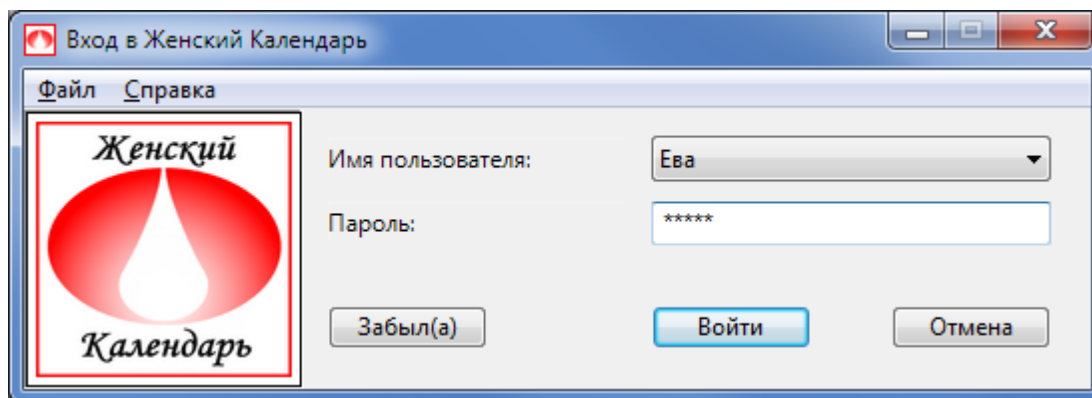 Вход в Женский Календарь
Файл Справка
Женский
Календарь
Имя пользователя: Ева
Пароль: *****
Забыл(а) Войти Отмена